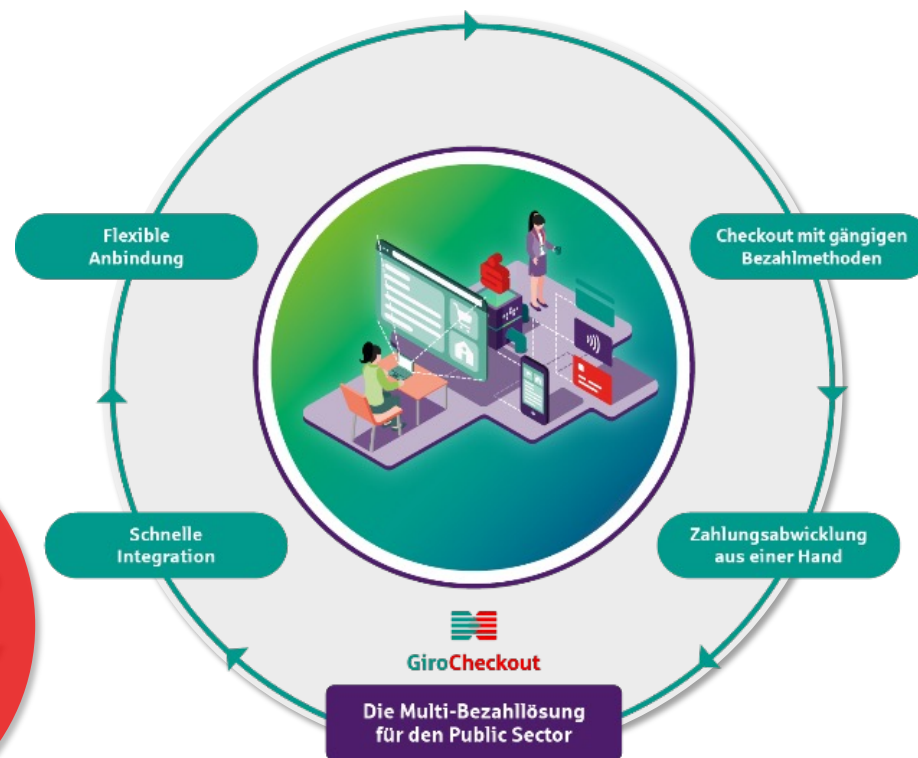 Flexible
Anbindung
Checkout mit gängigen
Bezahlmethoden
Schnelle
Integration
Zahlungsabwicklung
aus einer Hand
GiroCheckout
Die Multi-Bezahllösung
für den Public Sector